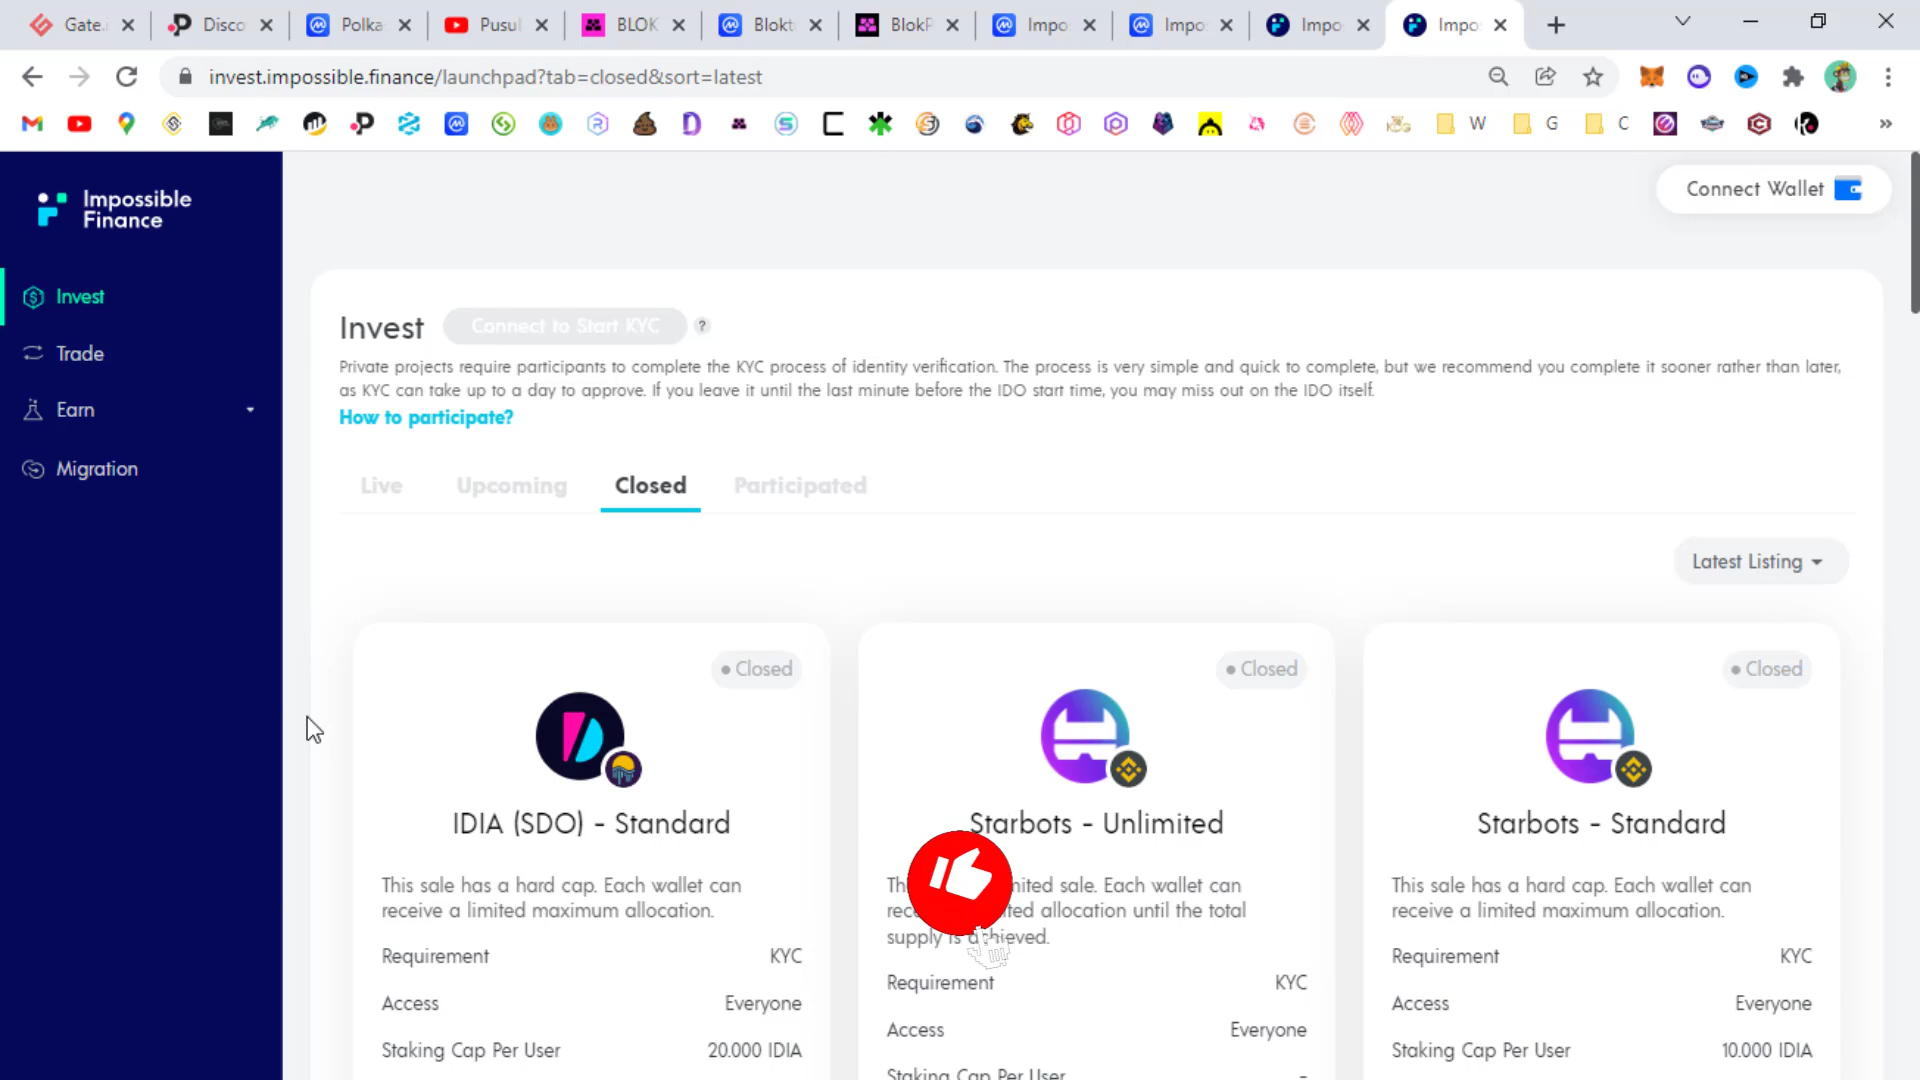 Gate.
Disco
Polka
Pusul
BLOK
Blokt
BlokP
Impo
Impo
Impo
Impo
invest.impossible.finance/launchpad?tab=closed&sort=latest
W
G
C
Impossible
Finance
Connect Wallet
Invest
Trade
Earn
Migration
Invest
Connect to Start KYC
?
Private projects require participants to complete the KYC process of identity verification. The process is very simple and quick to complete, but we recommend you complete it sooner rather than later,
as KYC can take up to a day to approve. If you leave it until the last minute before the IDO start time, you may miss out on the IDO itself.
How to participate?
Live
Upcoming
Closed
Participated
Latest Listing
Closed
IDIA (SDO) - Standard
This sale has a hard cap. Each wallet can
receive a limited maximum allocation.
Requirement KYC
Access Everyone
Staking Cap Per User 20.000 IDIA
Closed
Starbots - Unlimited
sale. Each wallet can
allocation until the total
supply is achieved.
Requirement KYC
Access Everyone
Staking Cap Per User -
Closed
Starbots - Standard
This sale has a hard cap. Each wallet can
receive a limited maximum allocation.
Requirement KYC
Access Everyone
Staking Cap Per User 10.000 IDIA